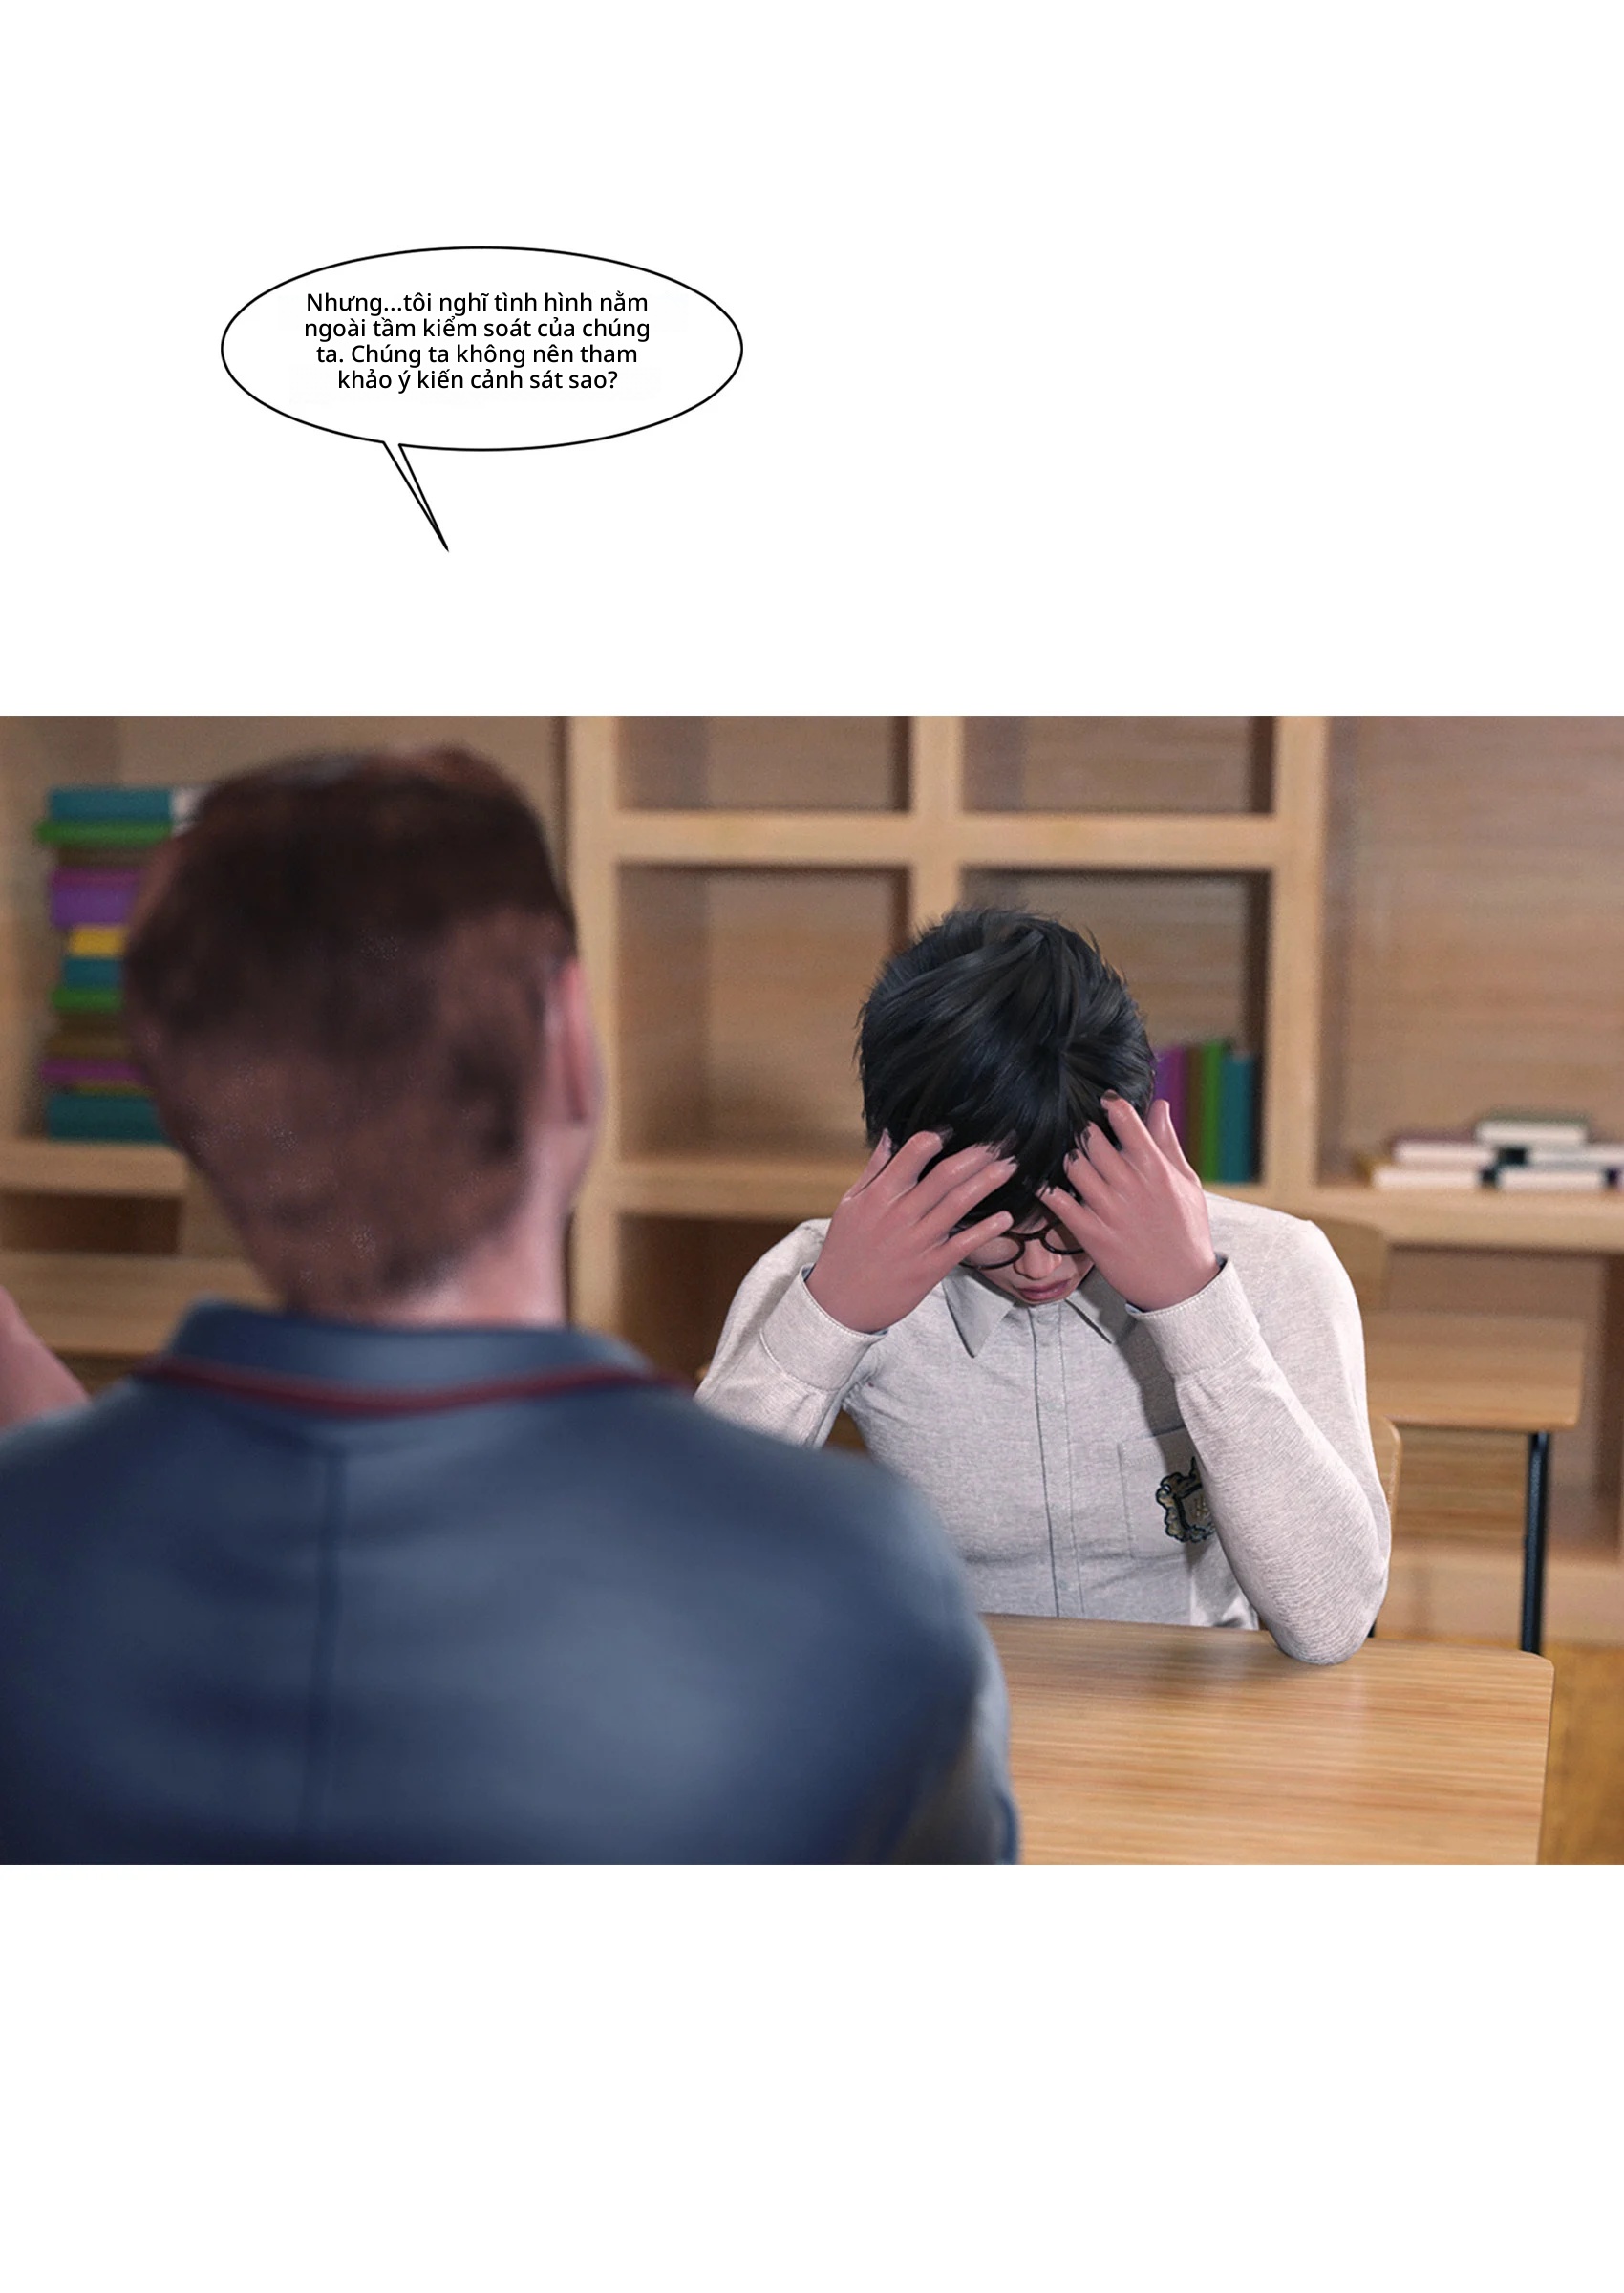 Nhưng...tôi nghĩ tình hình nằm
ngoài tầm kiểm soát của chúng
ta. Chúng ta không nên tham
khảo ý kiến cảnh sát sao?